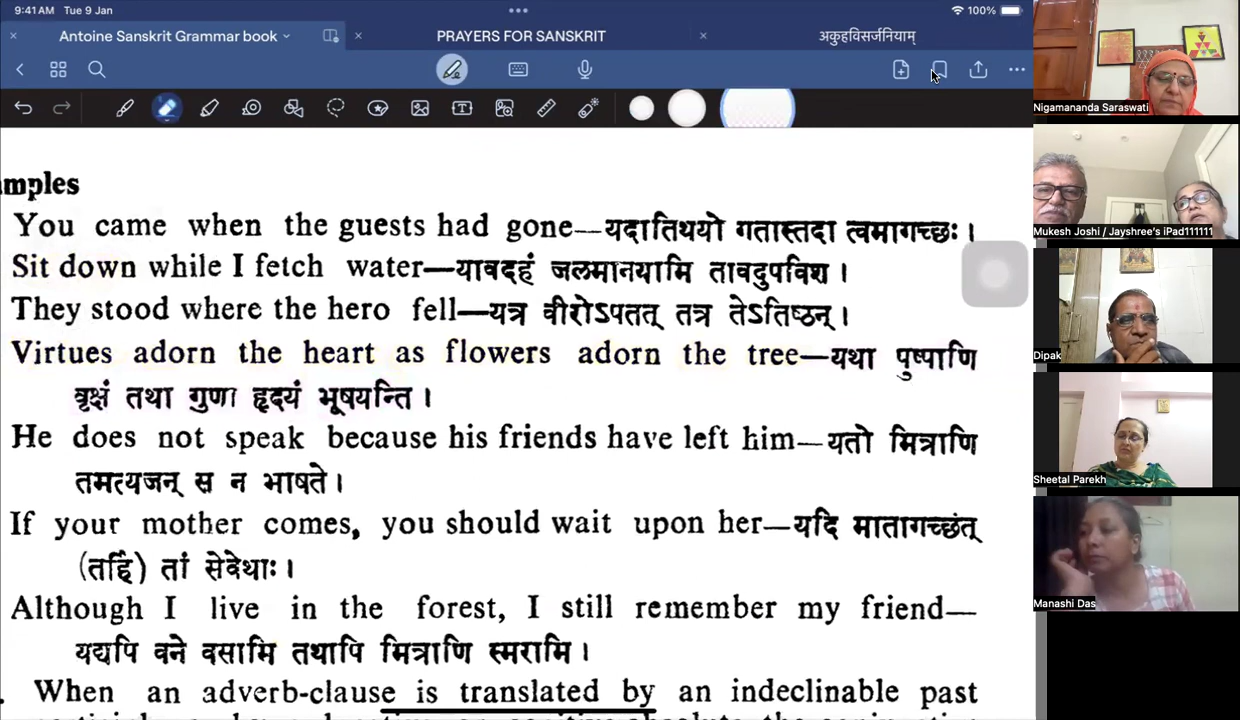 9:41 AM Tue 9 Jan
100%
Antoine Sanskrit Grammar book
PRAYERS FOR SANSKRIT
अकुहविसर्जनियाम्
amples
You came when the guests had gone—यदातिथयो गतास्तदा त्वमागच्छः।
Sit down while I fetch water—यावदहं जलमानयामि तावदुपविश।
They stood where the hero fell—यत्र वीरोऽपतत् तत्र तेऽतिष्ठन्।
Virtues adorn the heart as flowers adorn the tree—यथा पुष्पाणि
वृक्षं तथा गुणा हृदयं भूषयन्ति।
He does not speak because his friends have left him—यतो मित्राणि
तमत्यजन् स न भाषते।
If your mother comes, you should wait upon her—यदि मातागच्छेत्
(तर्हि) तां सेवेथाः।
Although I live in the forest, I still remember my friend—
यद्यपि वने वसामि तथापि मित्राणि स्मरामि।
. When an adverb-clause is translated by an indeclinable past
Nigamananda Saraswati
Mukesh Joshi / Jayshree's iPad111111
Dipak
Sheetal Parekh
Manashi Das